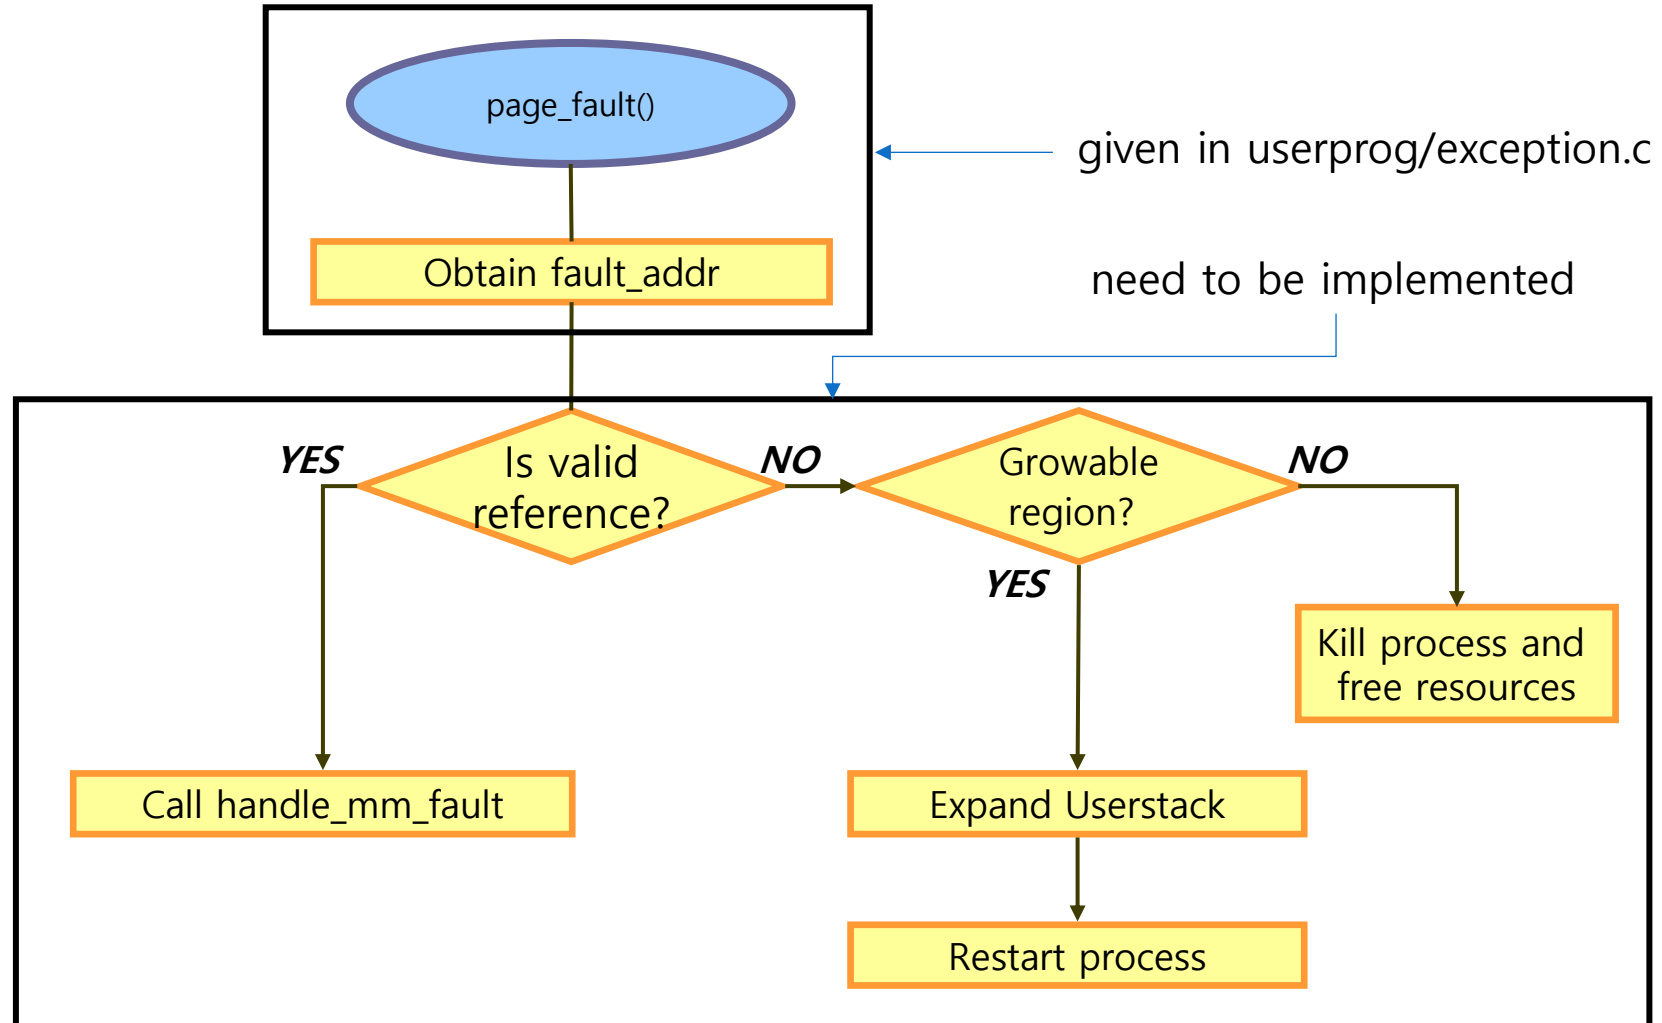 page_fault()
given in userprog/exception.c
Obtain fault_addr
need to be implemented
YES
Is valid
reference?
NO
Growable
region?
NO
YES
Kill process and
free resources
Call handle_mm_fault
Expand Userstack
Restart process